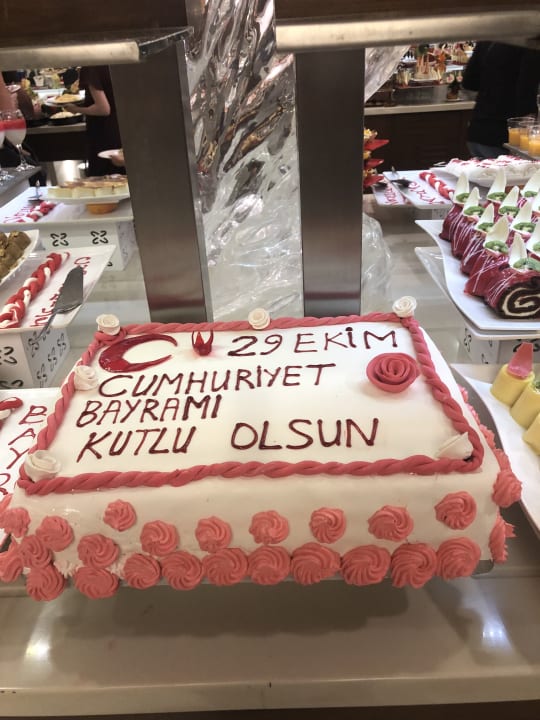 29 EKİM
CUMHURİYET
BAYRAMI
KUTLU OLSUN